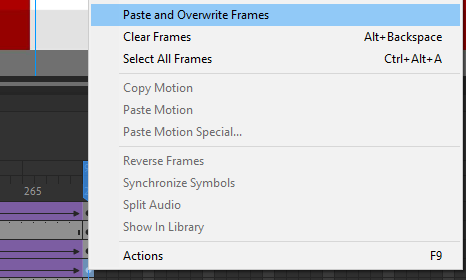 Paste and Overwrite Frames
Clear Frames Alt+Backspace
Select All Frames Ctrl+Alt+A
Copy Motion
Paste Motion
Paste Motion Special...
Reverse Frames
Synchronize Symbols
265
Split Audio
Show In Library
Actions F9